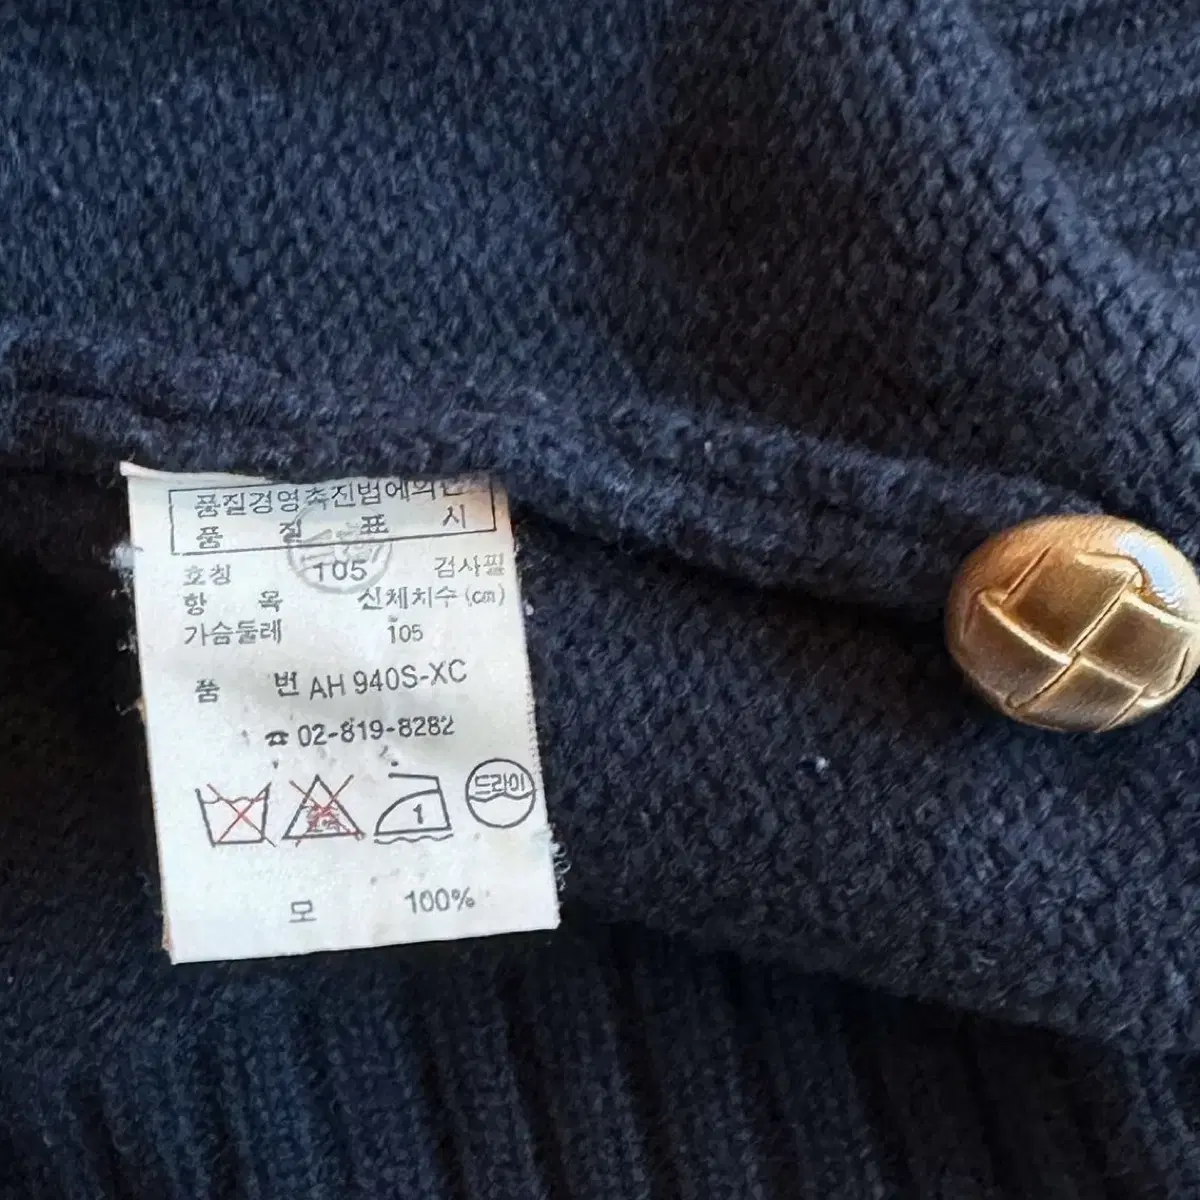 품질경영촉진법에의한
품 질 표 시
호칭 105 검사필
항 목 신체치수(cm)
가슴둘레 105
품 번 AH 940S-XC
☎ 02-819-8282
1 드라이
모 100%